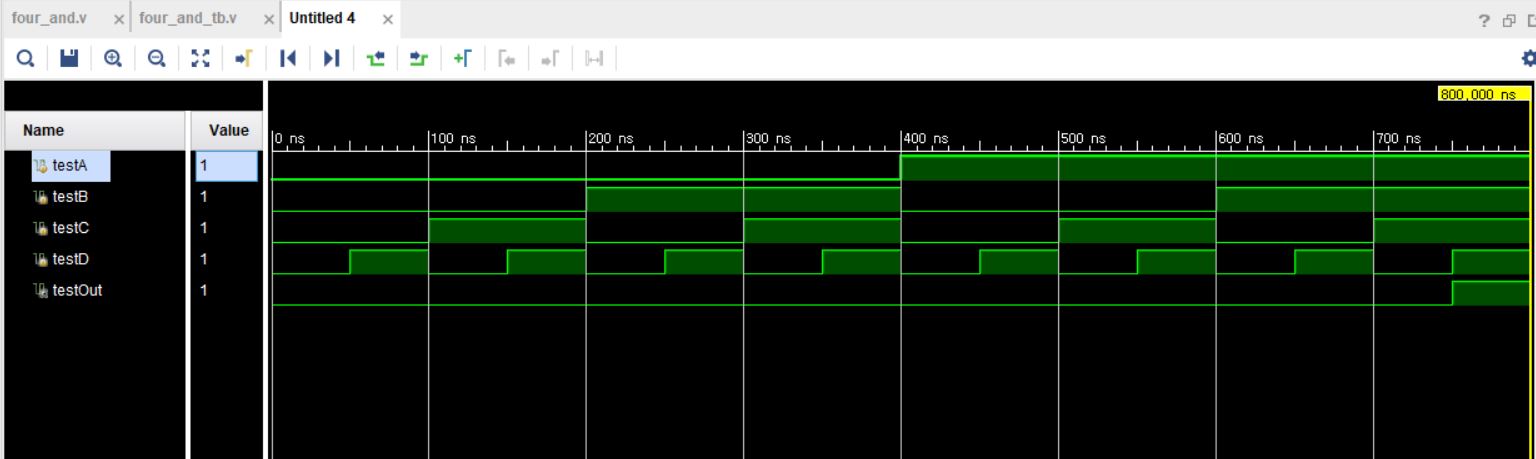 four_and.v × four_and_tb.v × Untitled 4 × ?
800,000 ns
Name Value 0 ns 100 ns 200 ns 300 ns 400 ns 500 ns 600 ns 700 ns
testA 1
testB 1
testC 1
testD 1
testOut 1